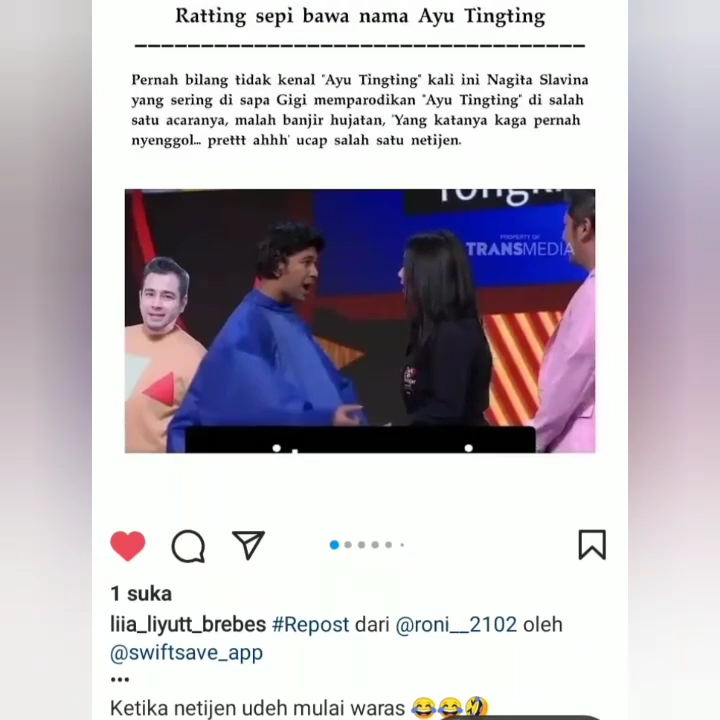 Ratting sepi bawa nama Ayu Tingting
Pernah bilang tidak kenal "Ayu Tingting" kali ini Nagita Slavina
yang sering di sapa Gigi memparodikan "Ayu Tingting" di salah
satu acaranya, malah banjir hujatan, 'Yang katanya kaga pernah
nyenggol... prettt ahhh' ucap salah satu netijen.
PROPERTY OF
TRANSMEDIA
1 suka
liia_liyutt_brebes #Repost dari @roni__2102 oleh
@swiftsave_app
•••
Ketika netijen udeh mulai waras 😂😂🤣